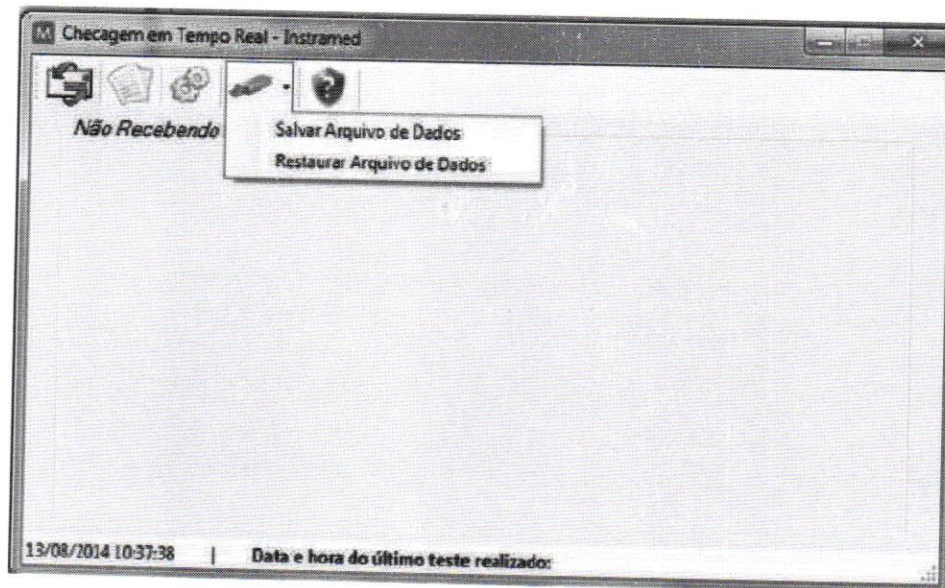 Checagem em Tempo Real - Instramed
Não Recebendo
Salvar Arquivo de Dados
Restaurar Arquivo de Dados
13/08/2014 10:37:38 | Data e hora do último teste realizado: